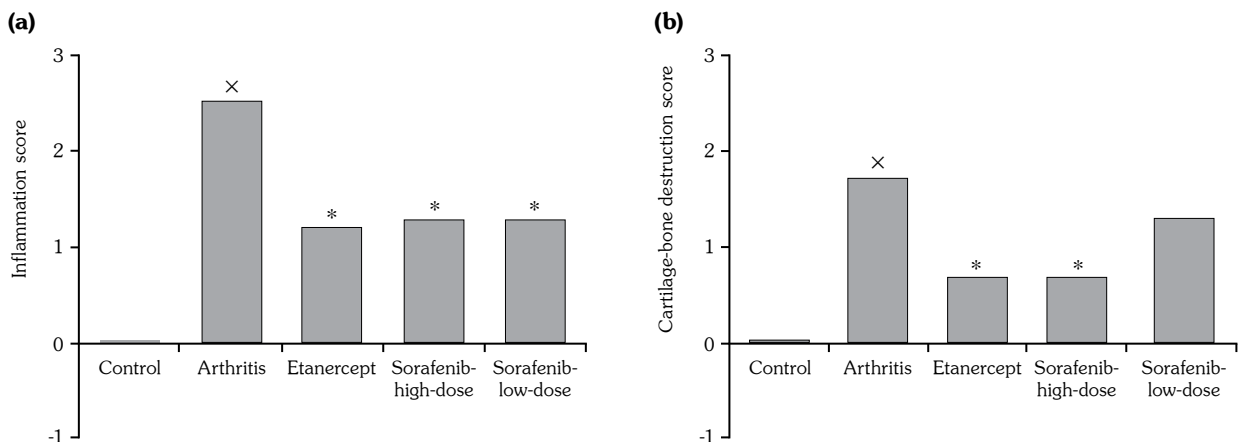 (a)
3
2
1
0
-1
Inflammation score
×
*
*
*
Control
Arthritis
Etanercept
Sorafenib-
high-dose
Sorafenib-
low-dose
(b)
3
2
1
0
-1
Cartilage-bone destruction score
×
*
*
Control
Arthritis
Etanercept
Sorafenib-
high-dose
Sorafenib-
low-dose